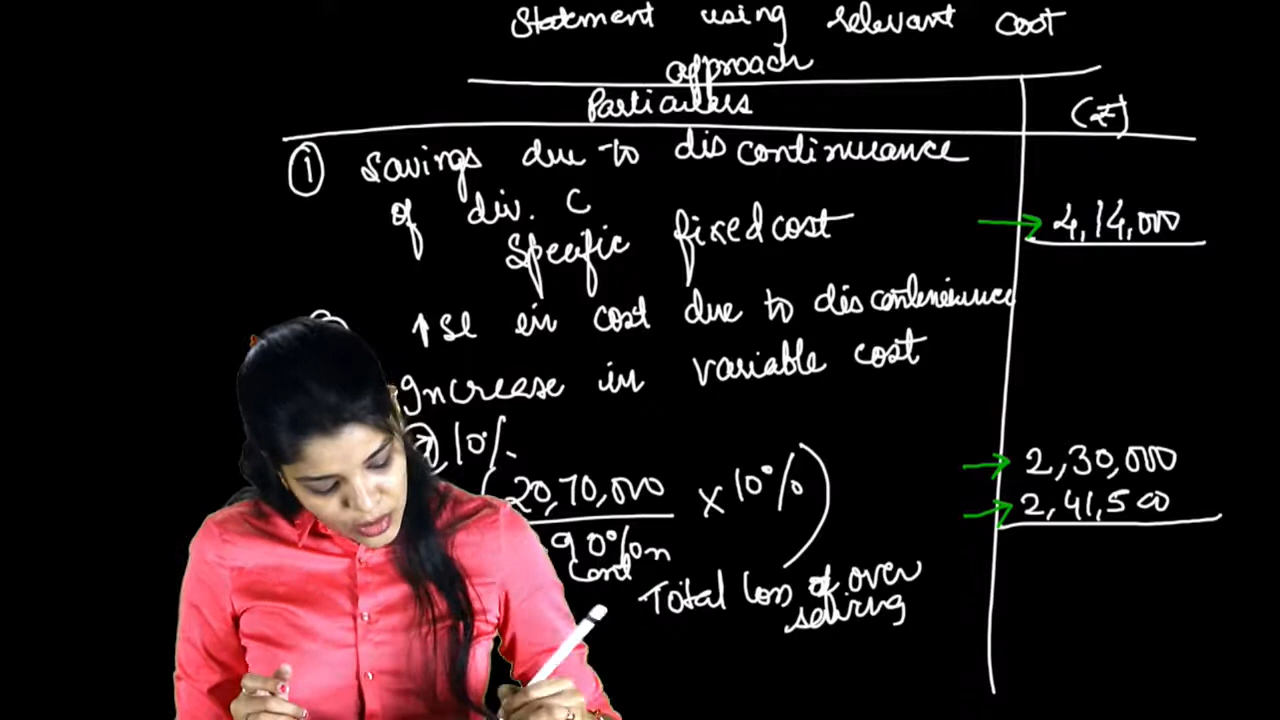 Statement using relevant cost
approach
Particulars (₹)
① Savings due to discontinuance
of div. C
Specific fixed cost → 4,14,000
↑se in cost due to discontinuance
Increase in variable cost
10%
(20,70,000 × 10%) → 2,30,000
90% on → 2,41,500
Cont
Total loss of over
saving